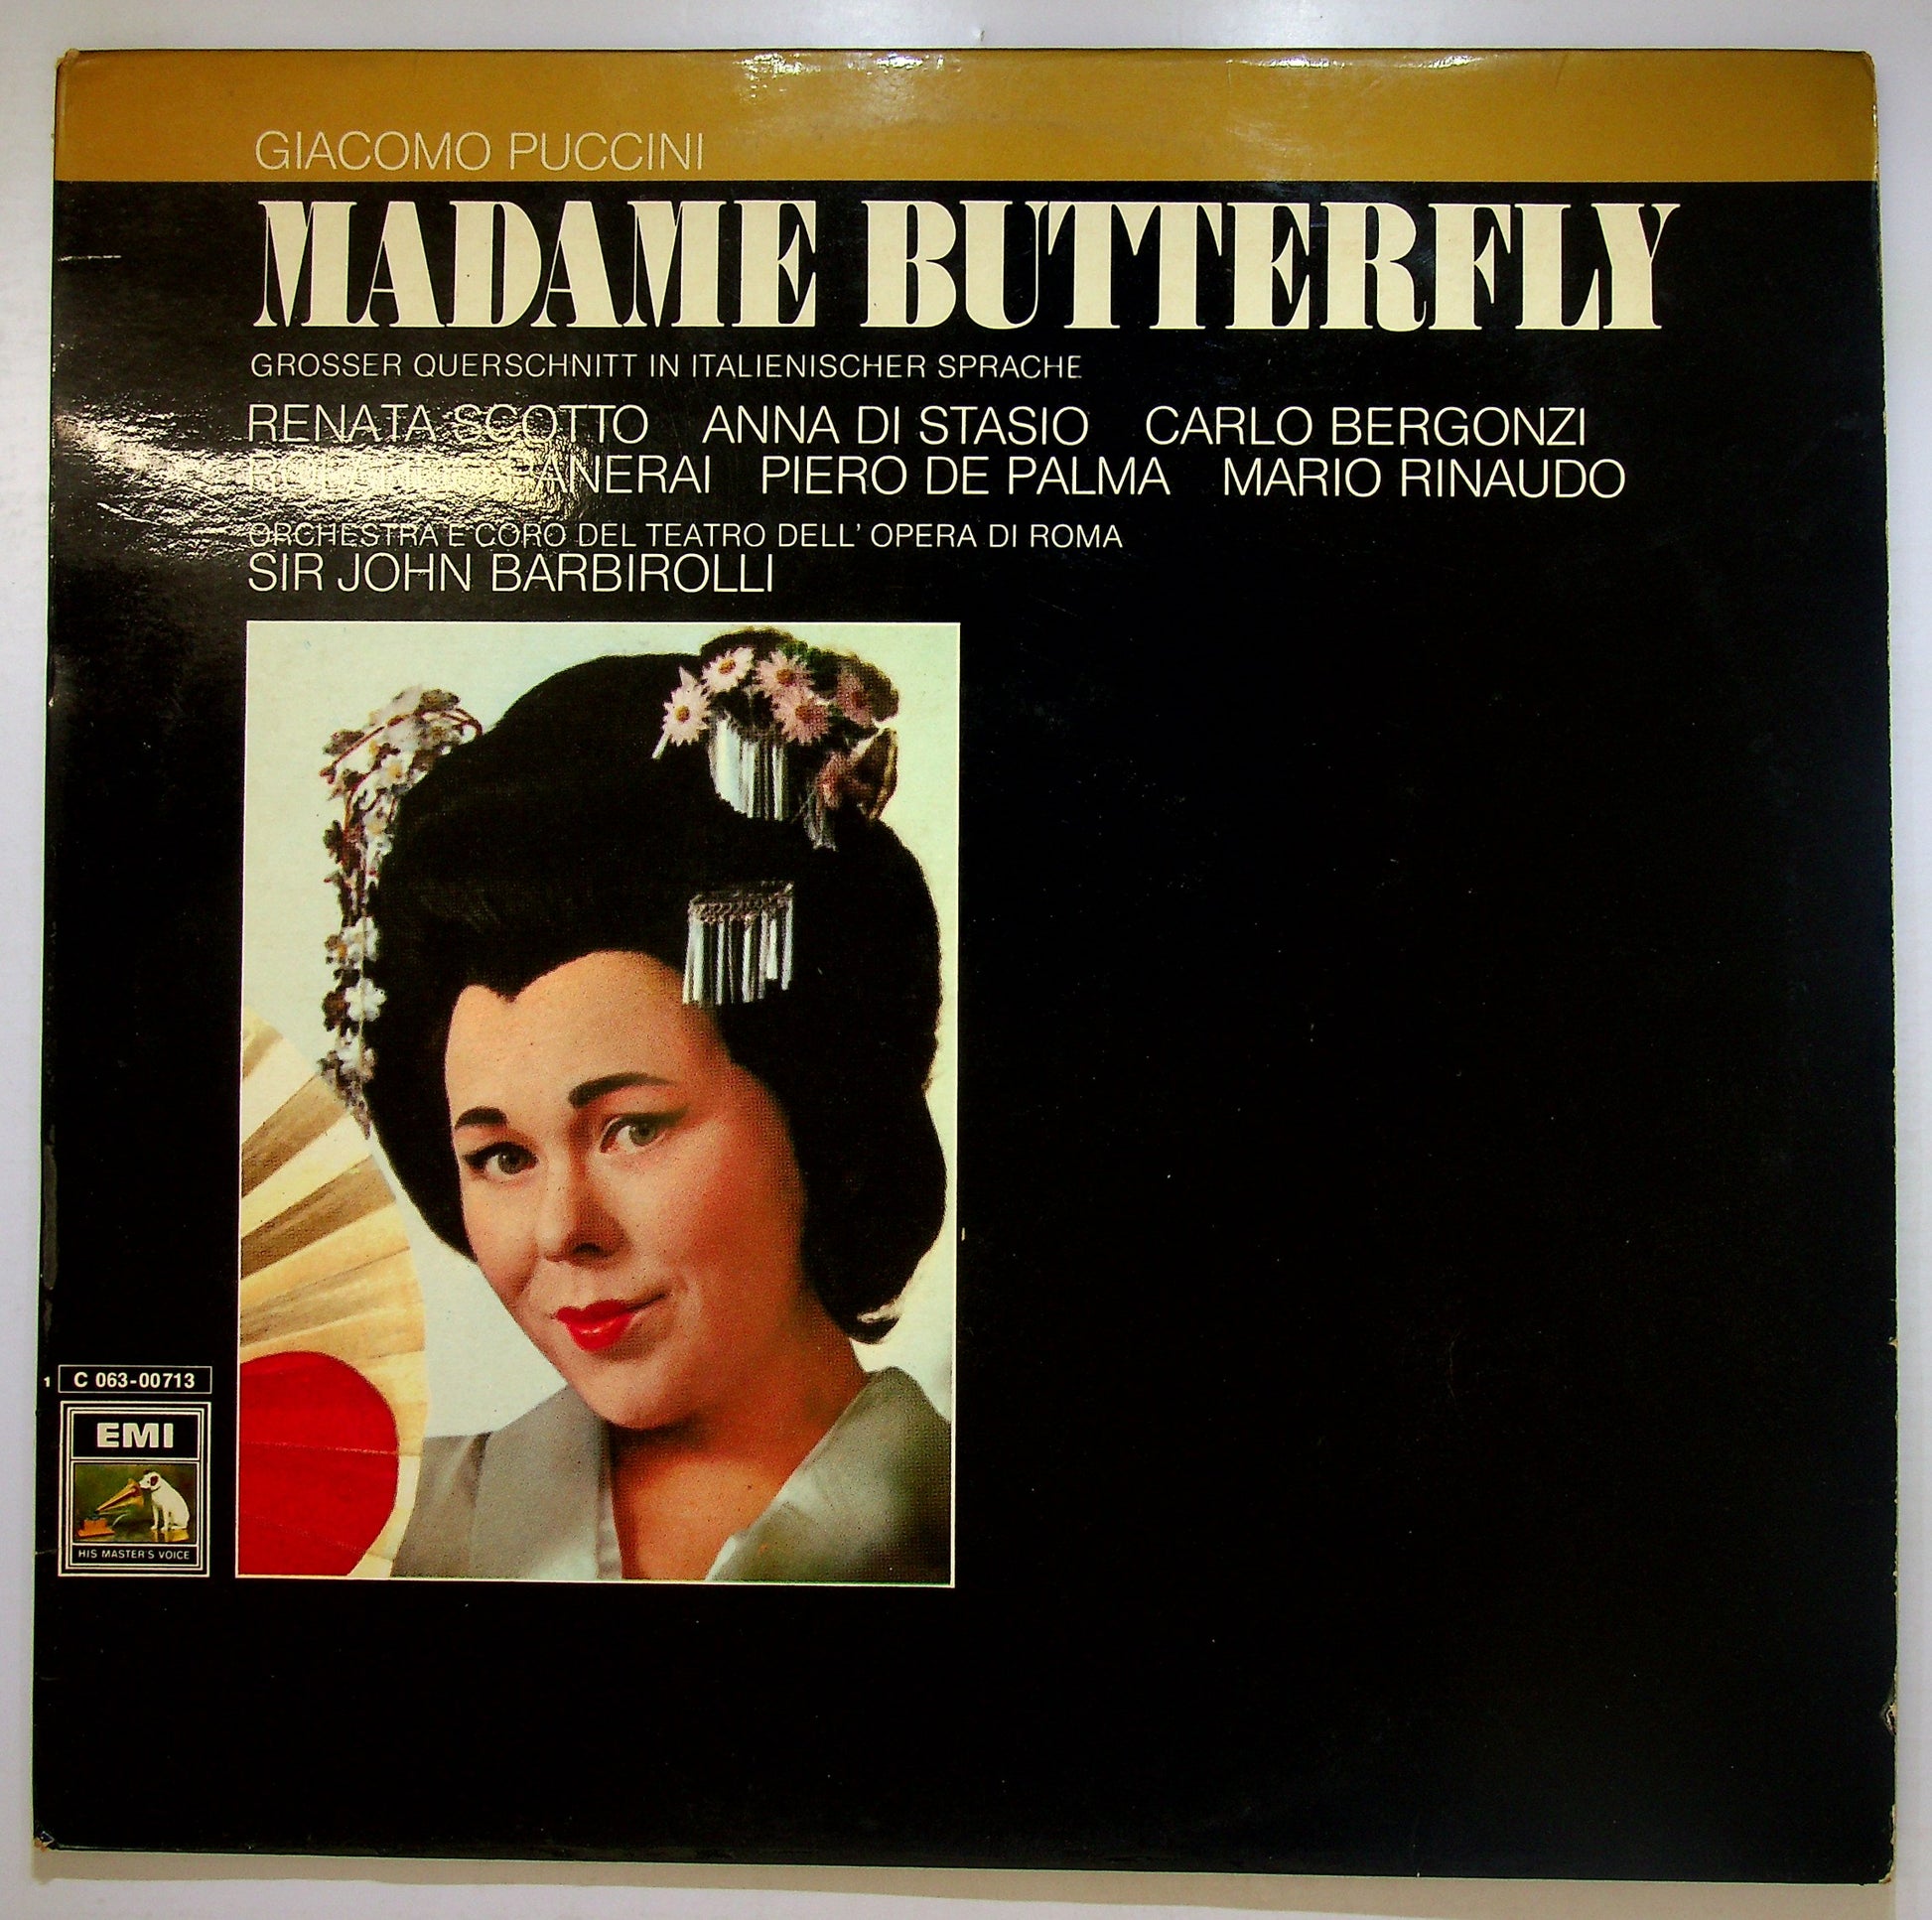 GIACOMO PUCCINI
MADAME BUTTERFLY
GROSSER QUERSCHNITT IN ITALIENISCHER SPRACHE
RENATA SCOTTO ANNA DI STASIO CARLO BERGONZI
PANERAI PIERO DE PALMA MARIO RINAUDO
ORCHESTRA E CORO DEL TEATRO DELL' OPERA DI ROMA
SIR JOHN BARBIROLLI
1 C 063-00713
EMI
HIS MASTER'S VOICE